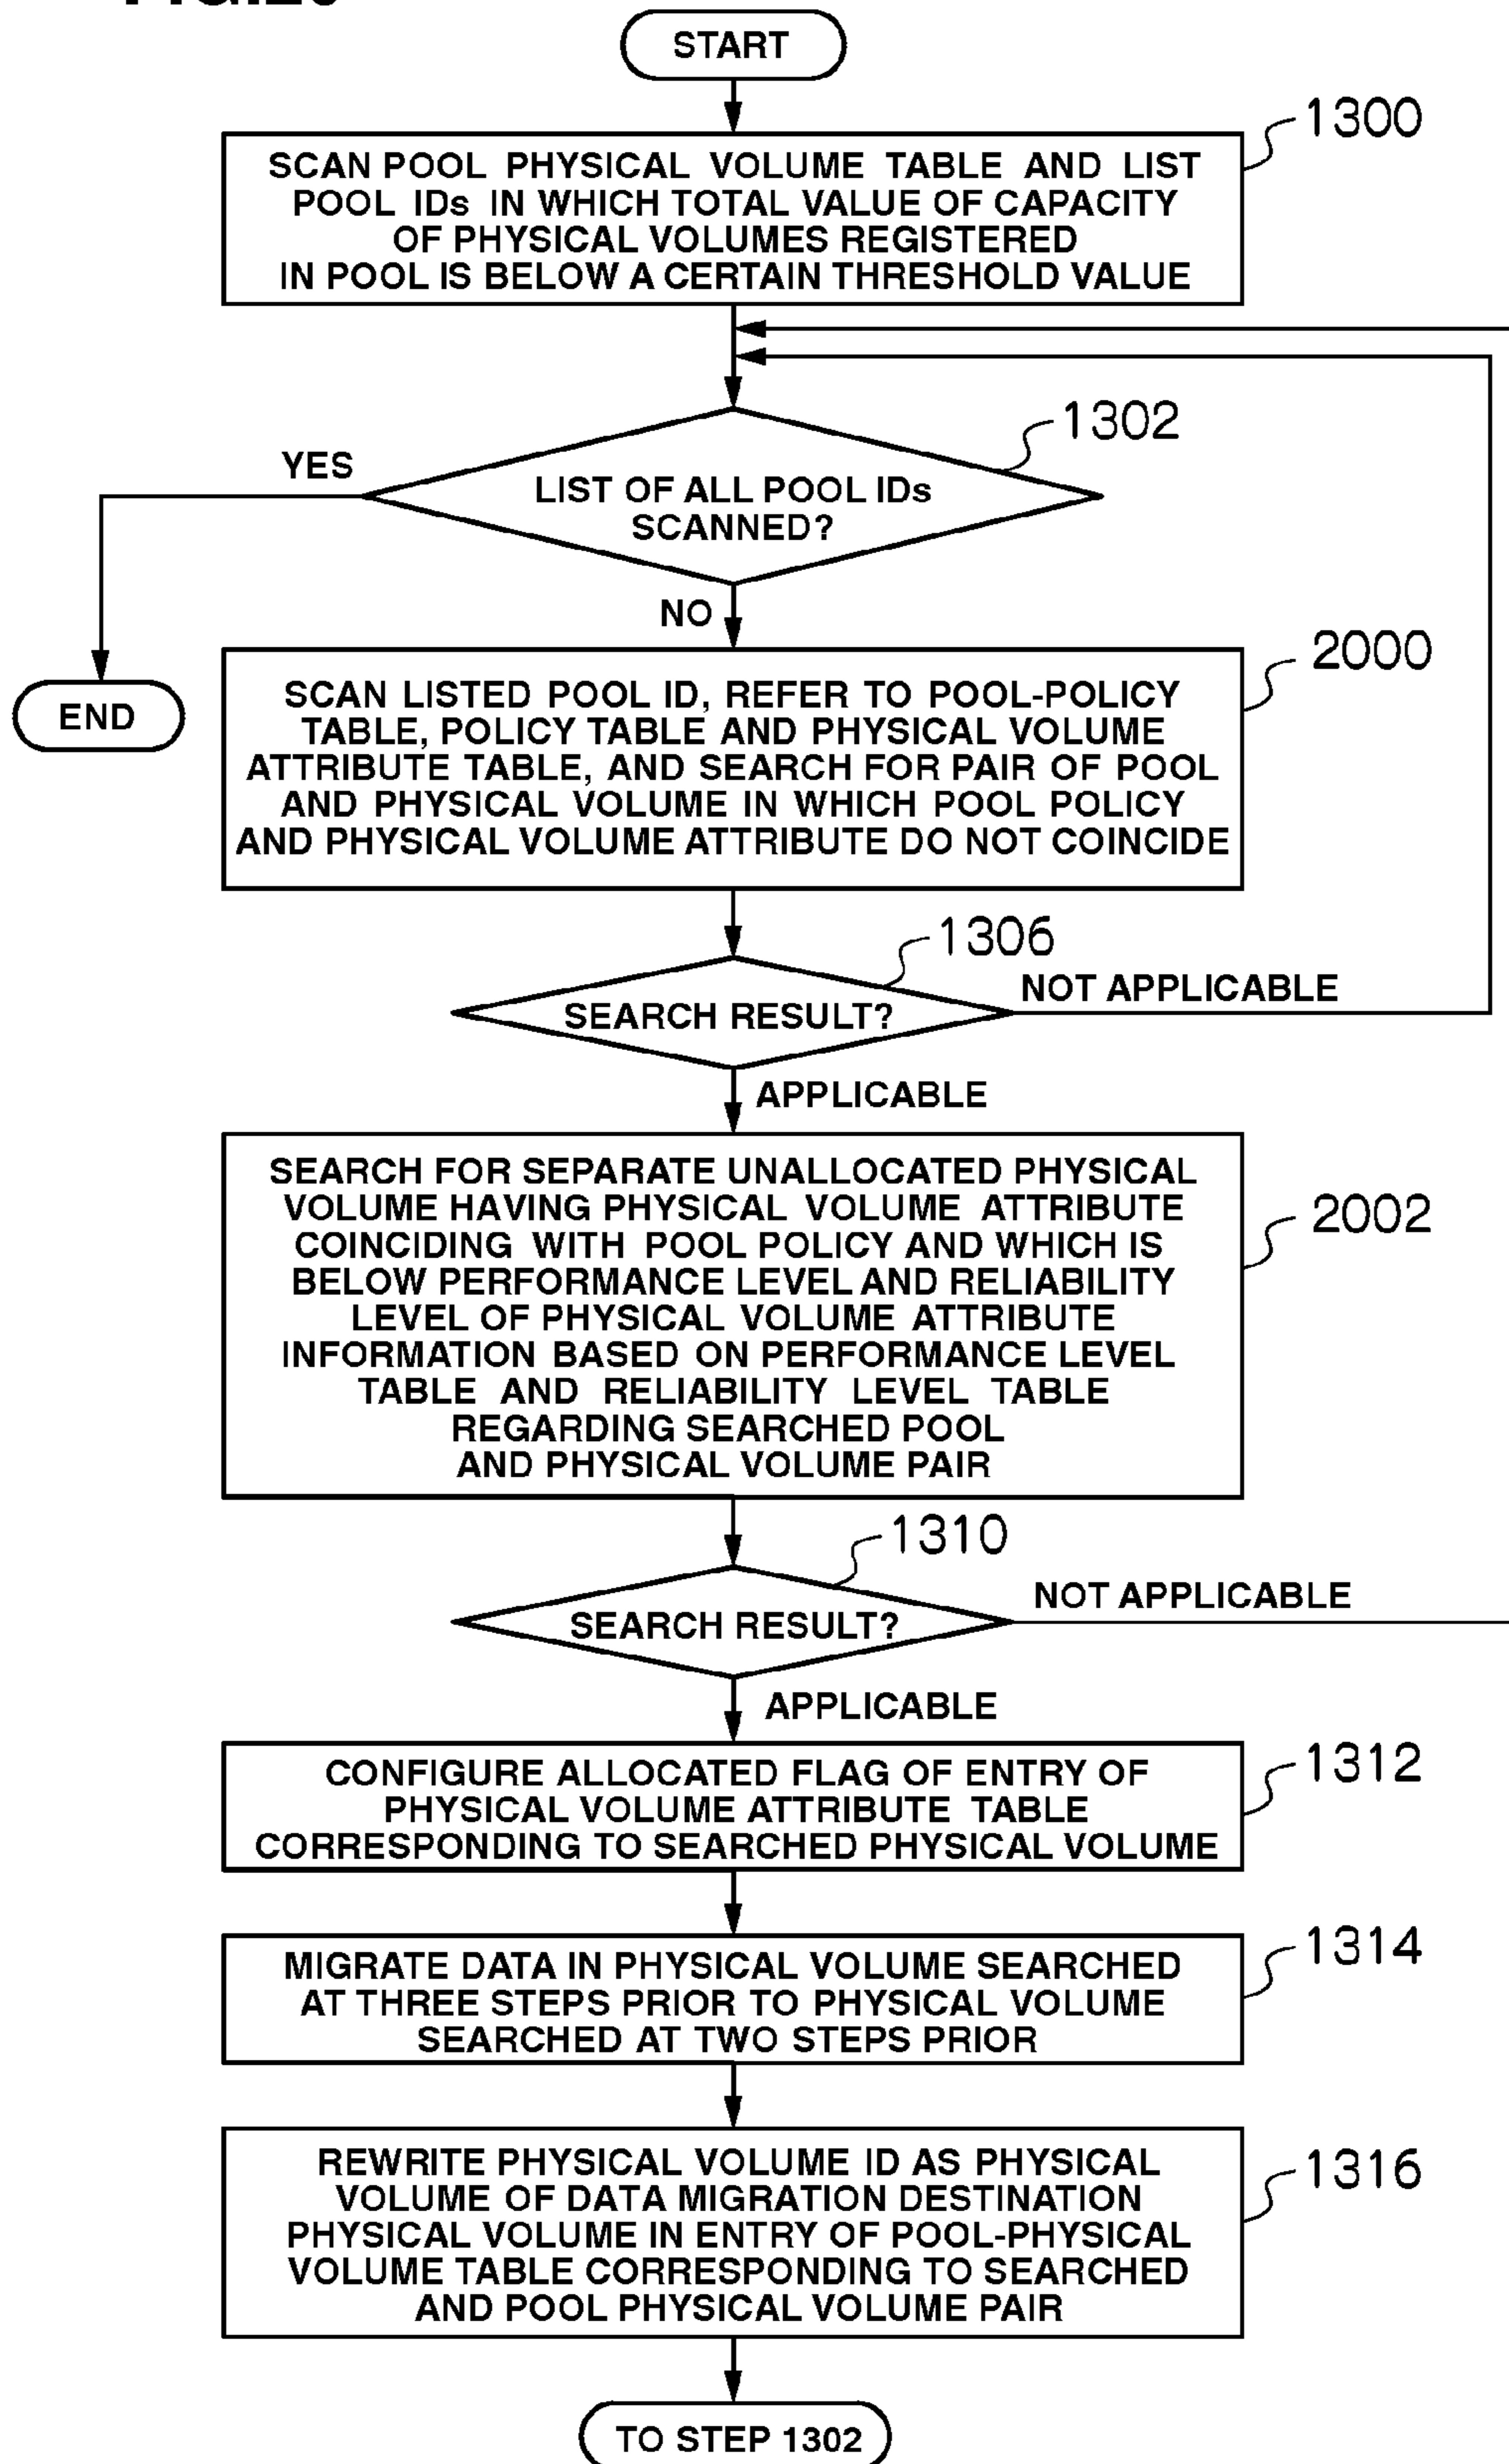 START
1300
SCAN POOL PHYSICAL VOLUME TABLE AND LIST
POOL IDs IN WHICH TOTAL VALUE OF CAPACITY
OF PHYSICAL VOLUMES REGISTERED
IN POOL IS BELOW A CERTAIN THRESHOLD VALUE
1302
YES
LIST OF ALL POOL IDs
SCANNED?
NO
END
2000
SCAN LISTED POOL ID, REFER TO POOL-POLICY
TABLE, POLICY TABLE AND PHYSICAL VOLUME
ATTRIBUTE TABLE, AND SEARCH FOR PAIR OF POOL
AND PHYSICAL VOLUME IN WHICH POOL POLICY
AND PHYSICAL VOLUME ATTRIBUTE DO NOT COINCIDE
1306
NOT APPLICABLE
SEARCH RESULT?
APPLICABLE
2002
SEARCH FOR SEPARATE UNALLOCATED PHYSICAL
VOLUME HAVING PHYSICAL VOLUME ATTRIBUTE
COINCIDING WITH POOL POLICY AND WHICH IS
BELOW PERFORMANCE LEVEL AND RELIABILITY
LEVEL OF PHYSICAL VOLUME ATTRIBUTE
INFORMATION BASED ON PERFORMANCE LEVEL
TABLE AND RELIABILITY LEVEL TABLE
REGARDING SEARCHED POOL
AND PHYSICAL VOLUME PAIR
1310
NOT APPLICABLE
SEARCH RESULT?
APPLICABLE
1312
CONFIGURE ALLOCATED FLAG OF ENTRY OF
PHYSICAL VOLUME ATTRIBUTE TABLE
CORRESPONDING TO SEARCHED PHYSICAL VOLUME
1314
MIGRATE DATA IN PHYSICAL VOLUME SEARCHED
AT THREE STEPS PRIOR TO PHYSICAL VOLUME
SEARCHED AT TWO STEPS PRIOR
1316
REWRITE PHYSICAL VOLUME ID AS PHYSICAL
VOLUME OF DATA MIGRATION DESTINATION
PHYSICAL VOLUME IN ENTRY OF POOL-PHYSICAL
VOLUME TABLE CORRESPONDING TO SEARCHED
AND POOL PHYSICAL VOLUME PAIR
TO STEP 1302